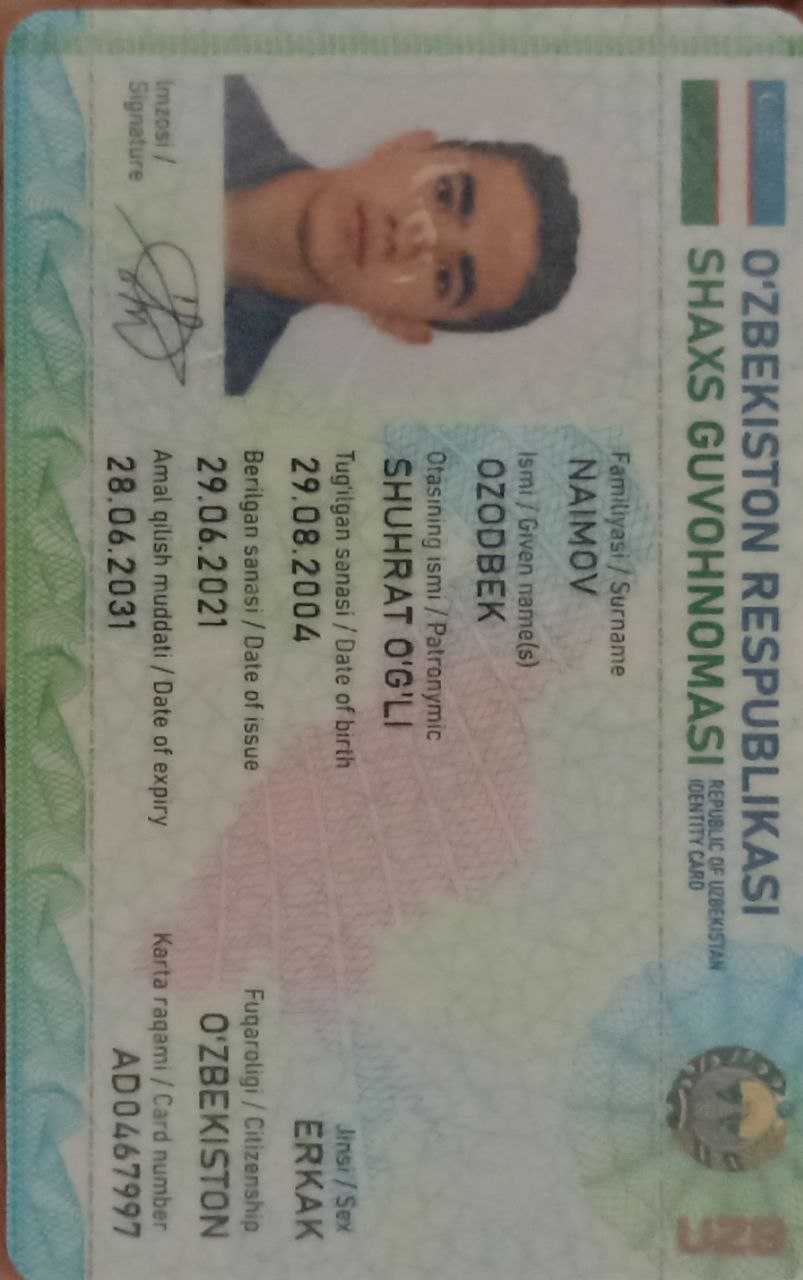 O'ZBEKISTON RESPUBLIKASI
SHAXS GUVOHNOMASI REPUBLIC OF UZBEKISTAN IDENTITY CARD
Familiyasi / Surname
NAIMOV
Ismi / Given name(s)
OZODBEK
Otasining ismi / Patronymic
SHUHRAT O'G'LI
Tug'ilgan sanasi / Date of birth
29.08.2004
Jinsi / Sex
ERKAK
Berilgan sanasi / Date of issue
29.06.2021
Fuqaroligi / Citizenship
O'ZBEKISTON
Amal qilish muddati / Date of expiry
28.06.2031
Karta raqami / Card number
AD0467997
Imzosi /
Signature